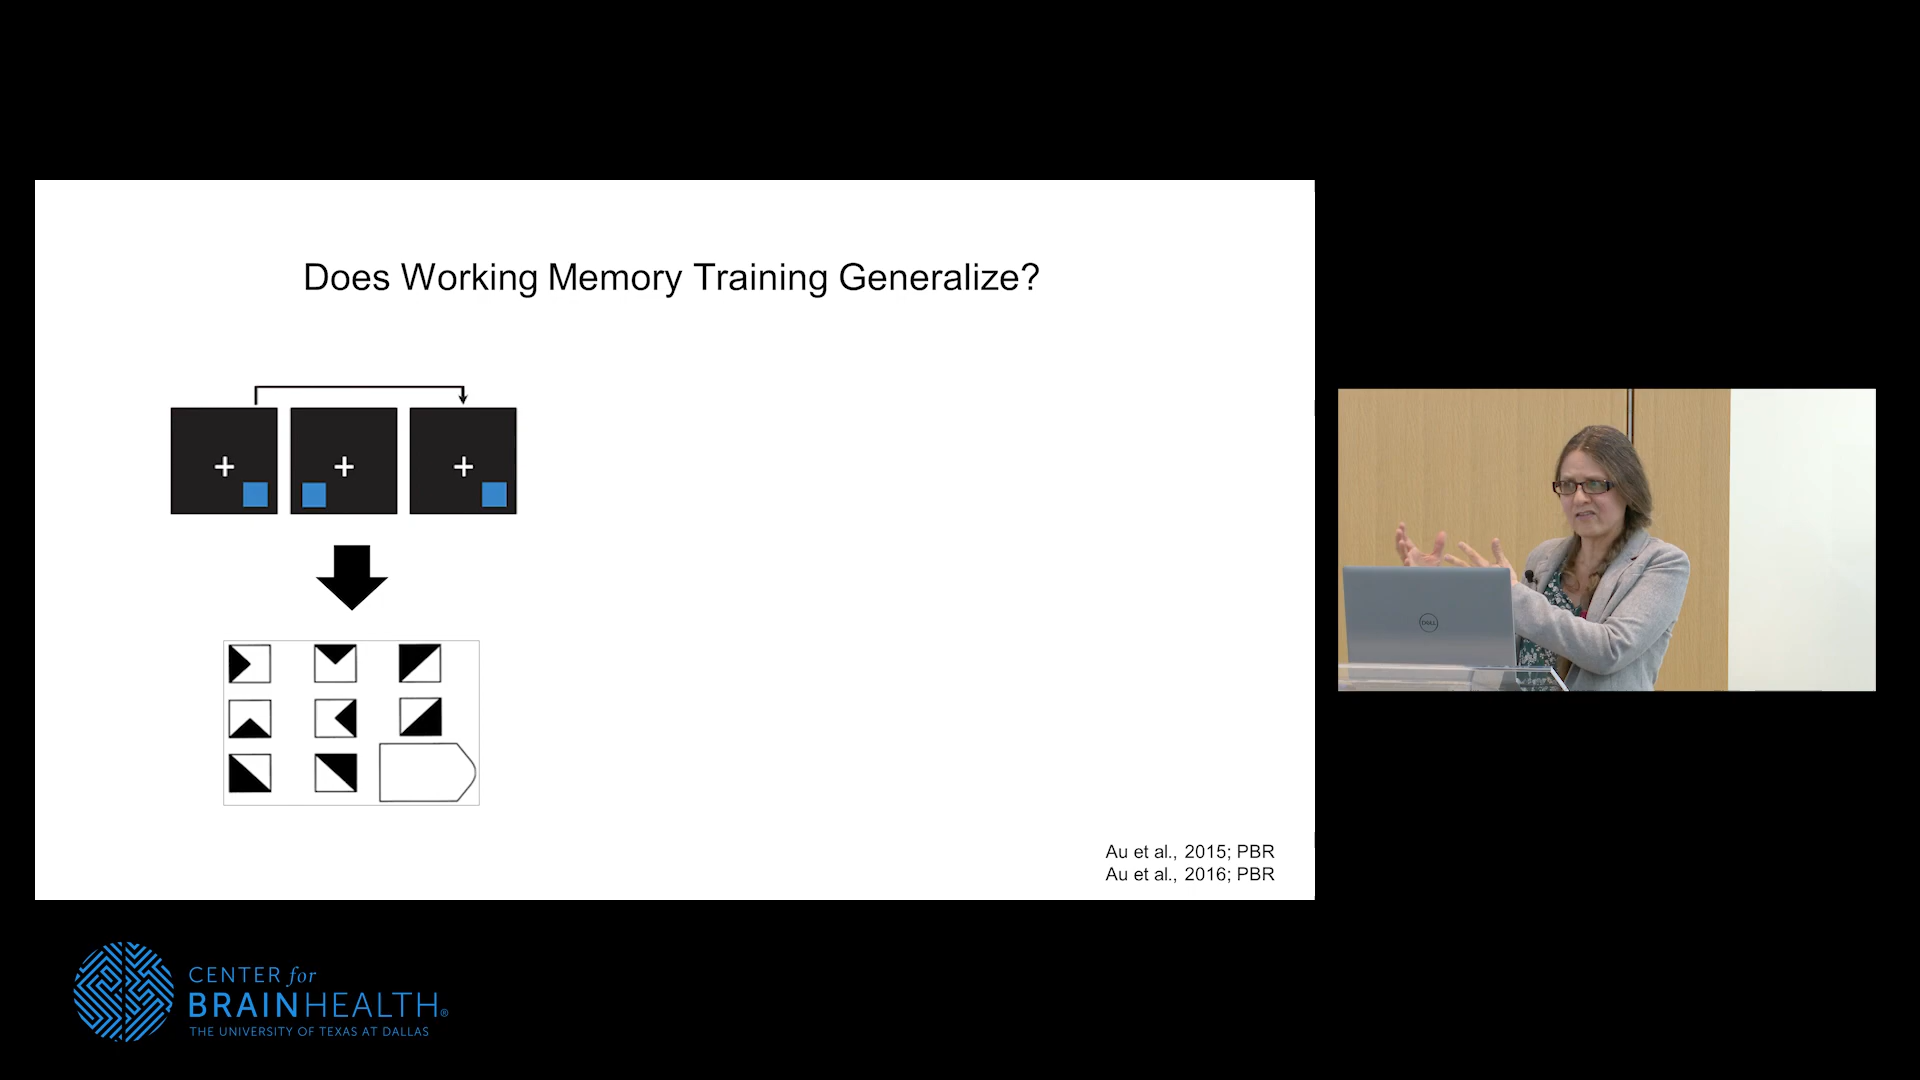 Does Working Memory Training Generalize?
Au et al., 2015; PBR
Au et al., 2016; PBR
DELL
CENTER for
BRAINHEALTH®
THE UNIVERSITY OF TEXAS AT DALLAS